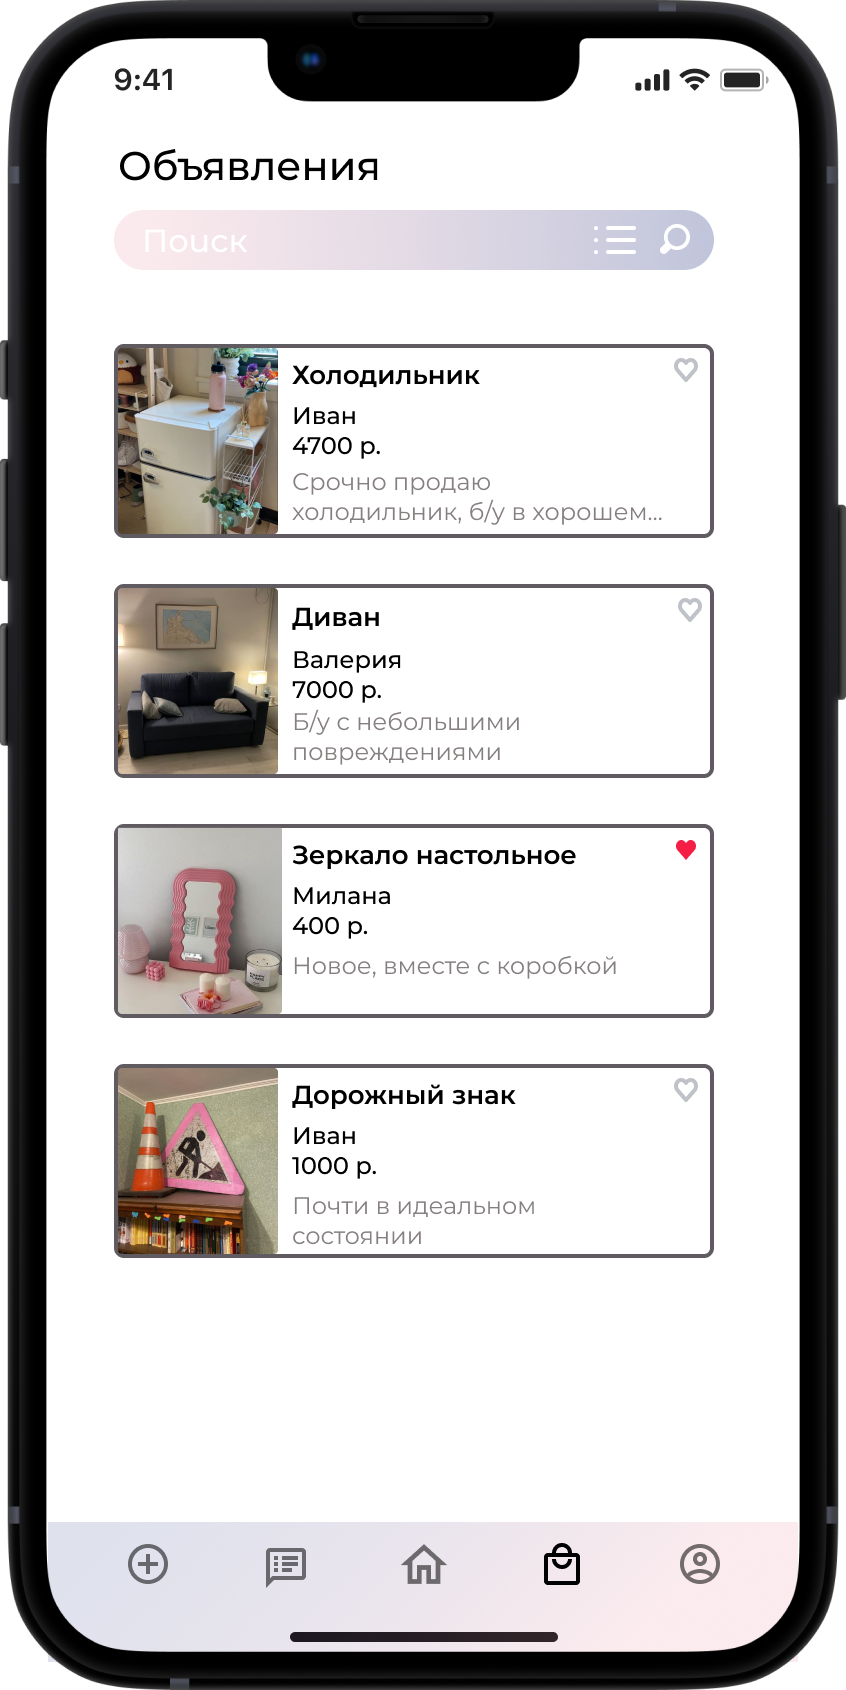 9:41
Объявления
Поиск
Холодильник
Иван
4700 р.
Срочно продаю
холодильник, б/у в хорошем...
Диван
Валерия
7000 р.
Б/у с небольшими
повреждениями
Зеркало настольное
Милана
400 р.
Новое, вместе с коробкой
Дорожный знак
Иван
1000 р.
Почти в идеальном
состоянии